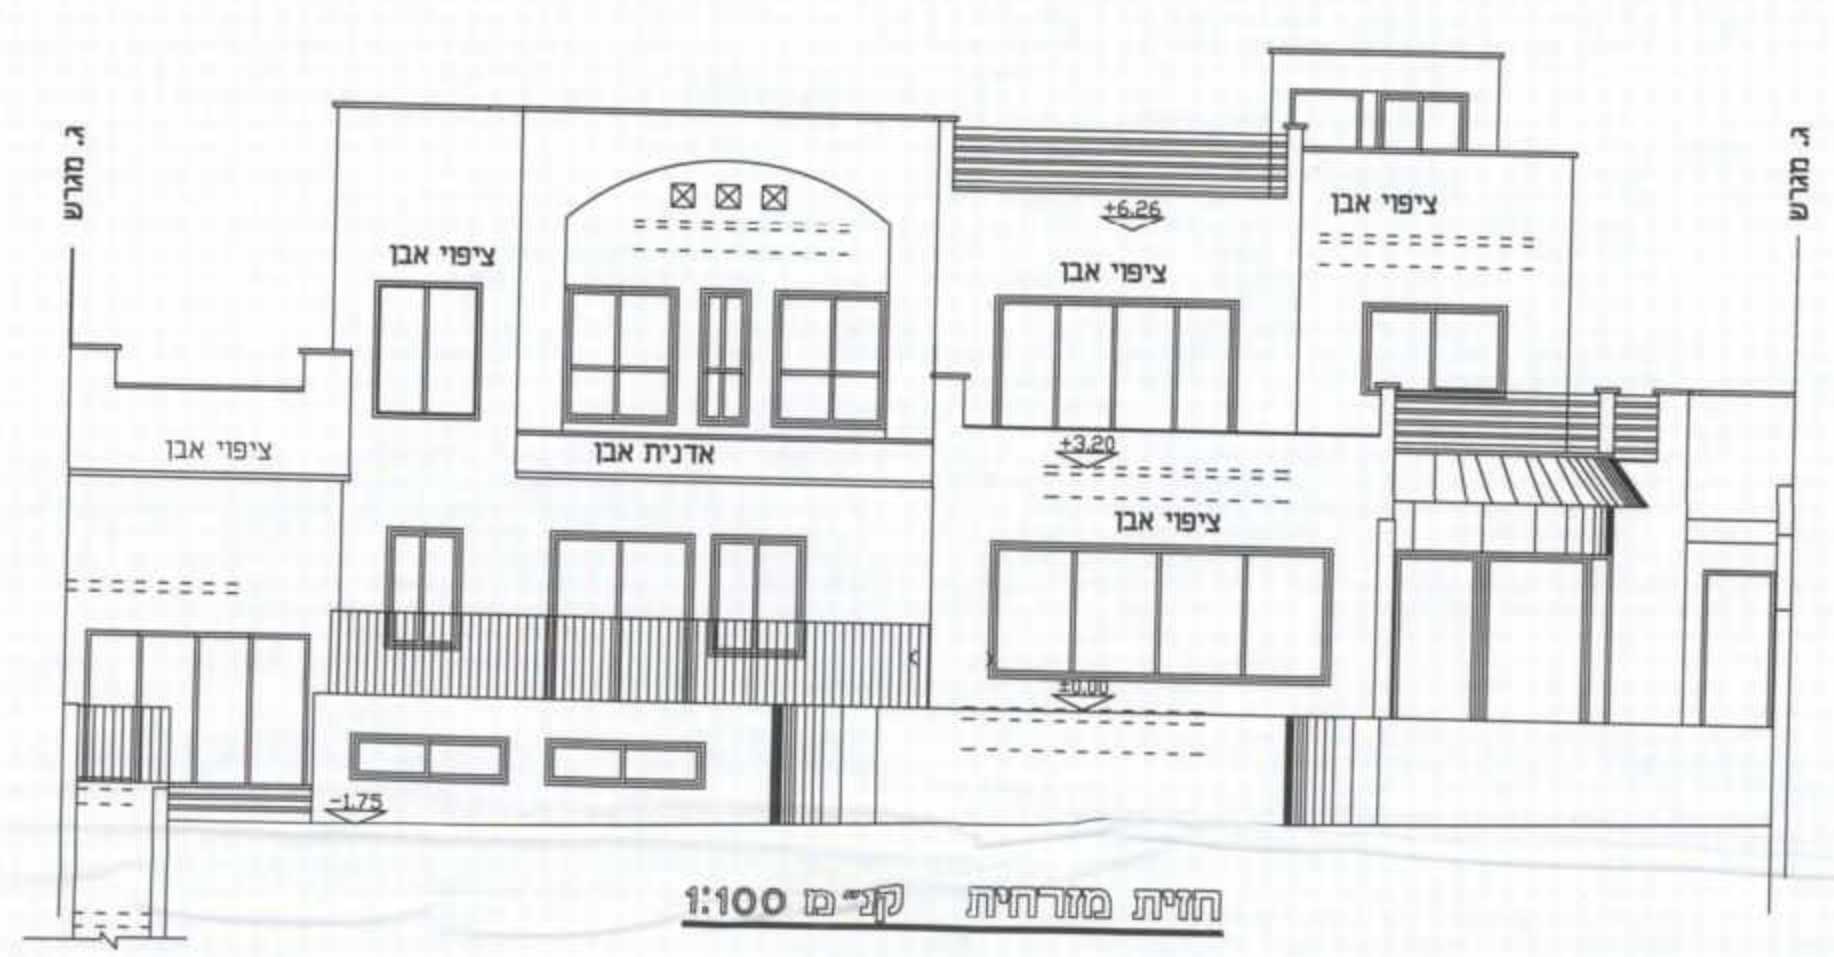 ג. מגרש
ג. מגרש
ציפוי אבן
+6.26
ציפוי אבן
ציפוי אבן
ציפוי אבן
אדנית אבן
+3.20
ציפוי אבן
±0.00
-1.75
חזית מזרחית קנ״מ 1:100